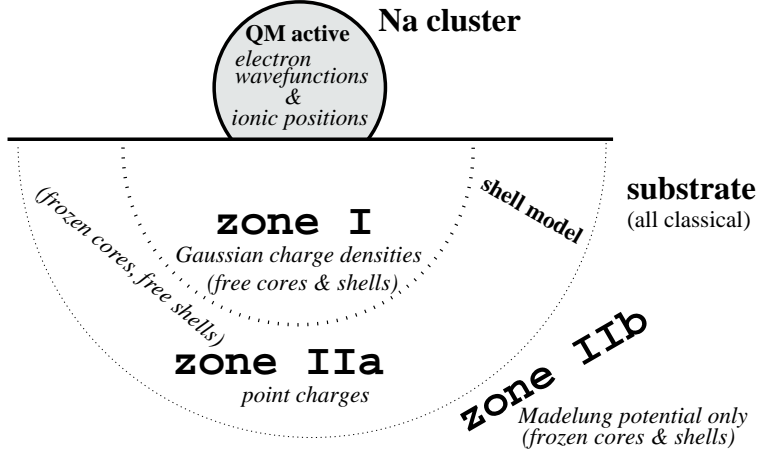 Na cluster
QM active
electron
wavefunctions
&
ionic positions
substrate
(all classical)
shell model
(frozen cores, free shells)
zone I
Gaussian charge densities
(free cores & shells)
zone IIa
point charges
zone IIb
Madelung potential only
(frozen cores & shells)